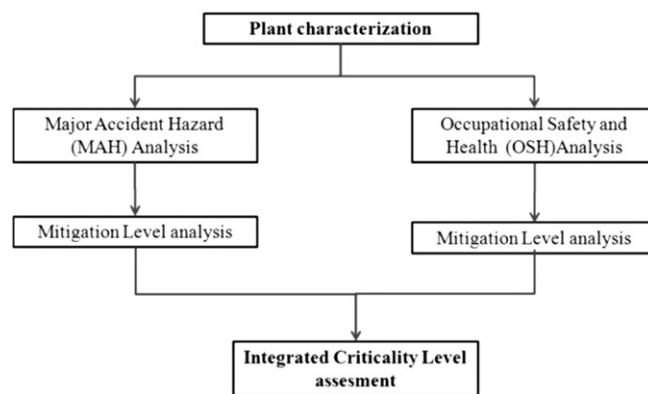 Plant characterization
Major Accident Hazard
(MAH) Analysis
Occupational Safety and
Health (OSH)Analysis
Mitigation Level analysis
Mitigation Level analysis
Integrated Criticality Level
assesment